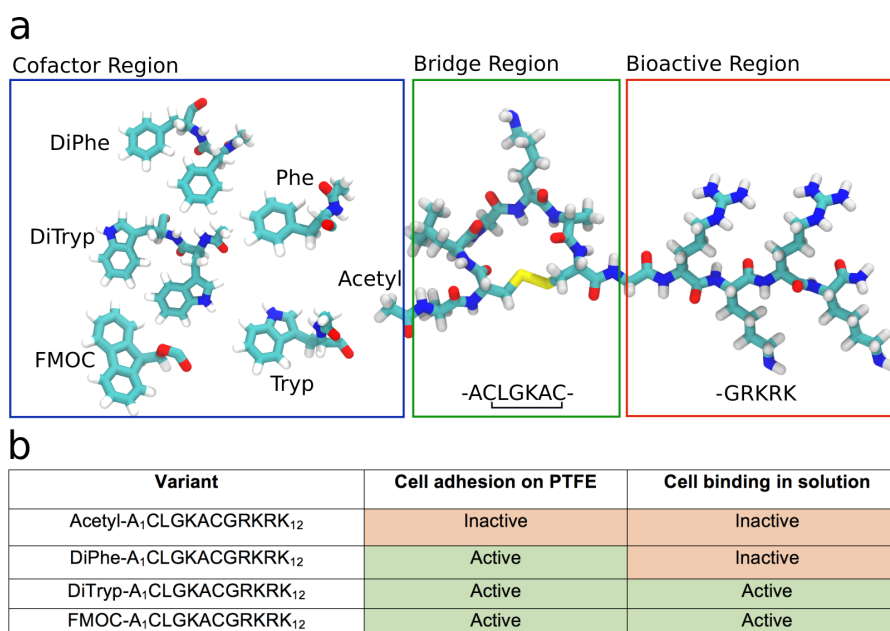 a
Cofactor Region
Bridge Region
Bioactive Region
DiPhe
Phe
DiTryp
Acetyl
FMOC
Tryp
-ACLGKAC-
-GRKRK
b
Variant Cell adhesion on PTFE Cell binding in solution
Acetyl-A₁CLGKACGRKRK₁₂ Inactive Inactive
DiPhe-A₁CLGKACGRKRK₁₂ Active Inactive
DiTryp-A₁CLGKACGRKRK₁₂ Active Active
FMOC-A₁CLGKACGRKRK₁₂ Active Active